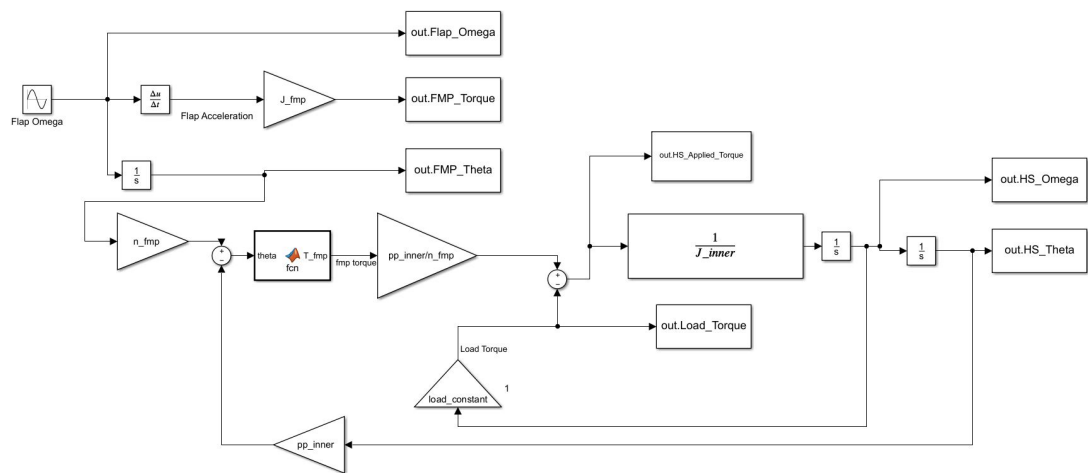 out.Flap_Omega
Flap Omega
Δu
Δt
Flap Acceleration
J_fmp
out.FMP_Torque
1
s
out.FMP_Theta
out.HS_Applied_Torque
out.HS_Omega
n_fmp
+
−
theta
fcn
T_fmp
fmp torque
pp_inner/n_fmp
+
−
1
J_inner
1
s
1
s
out.HS_Theta
out.Load_Torque
Load Torque
load_constant
1
pp_inner